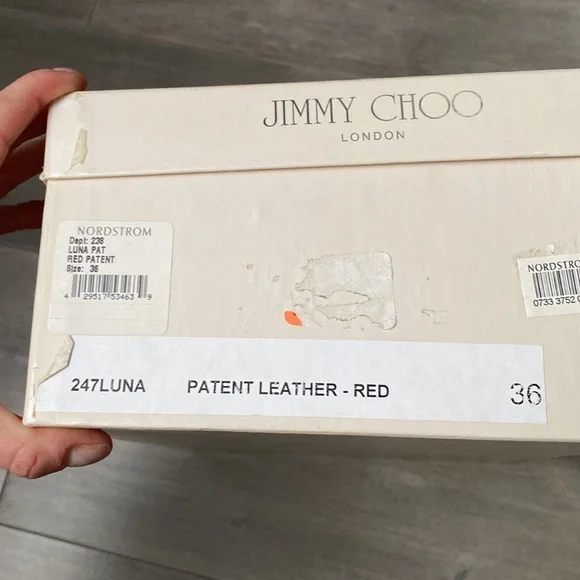 JIMMY CHOO
LONDON
NORDSTROM
Dept: 238
LUNA PAT
RED PATENT
Size: 36
4 29517 53463 9
NORDSTROM
0733 3752
247LUNA PATENT LEATHER - RED 36